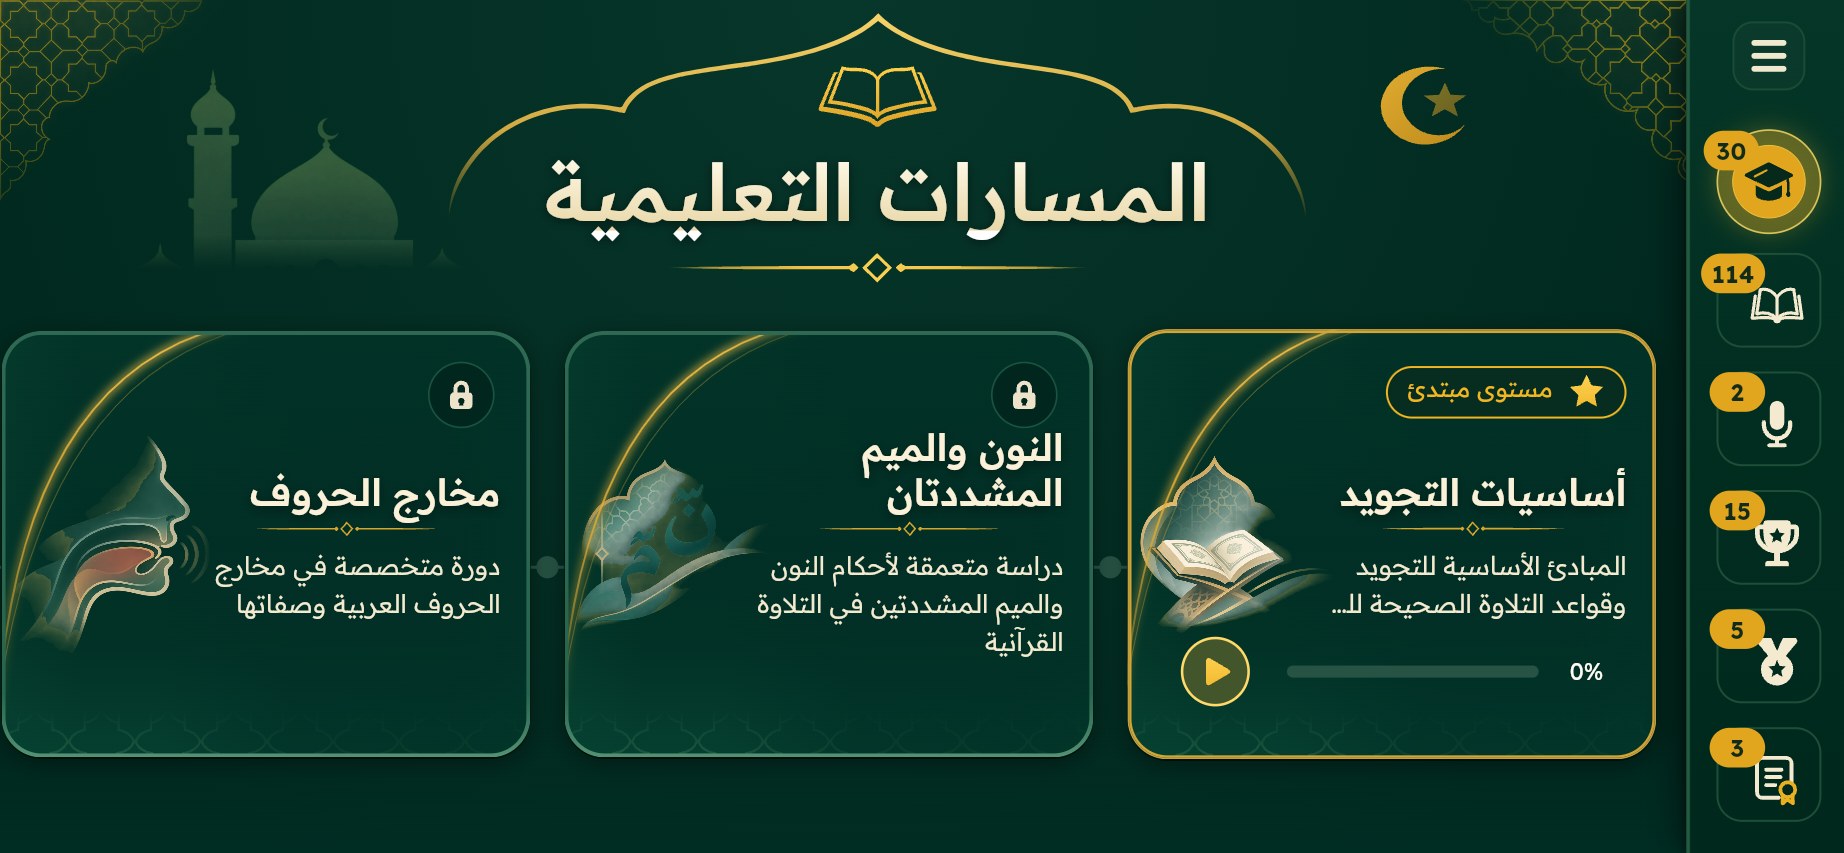 المسارات التعليمية
مستوى مبتدئ
أساسيات التجويد
المبادئ الأساسية للتجويد
وقواعد التلاوة الصحيحة للـ...
0%
النون والميم
المشددتان
دراسة متعمقة لأحكام النون
والميم المشددتين في التلاوة
القرآنية
نّ
مّ
مخارج الحروف
دورة متخصصة في مخارج
الحروف العربية وصفاتها
30
114
2
15
5
3